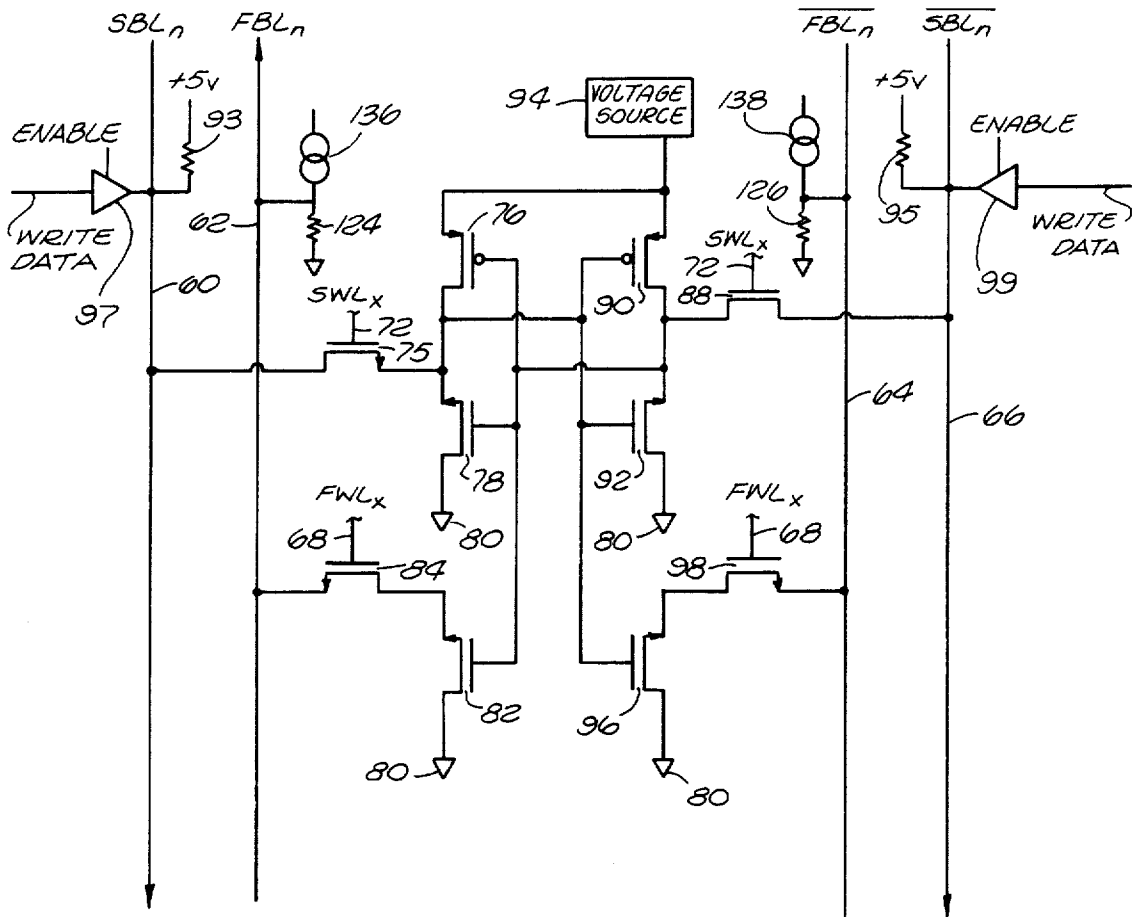 SBLn FBLn F̅B̅L̅n̅ S̅B̅L̅n̅
+5v
93
136
94
VOLTAGE
SOURCE
138
+5v
ENABLE
ENABLE
95
76
126
62
124
WRITE
DATA
97
60
SWLx
72
75
90
SWLx
72
88
99
WRITE
DATA
64
66
78
92
80
80
FWLx
68
84
FWLx
68
98
82
96
80
80